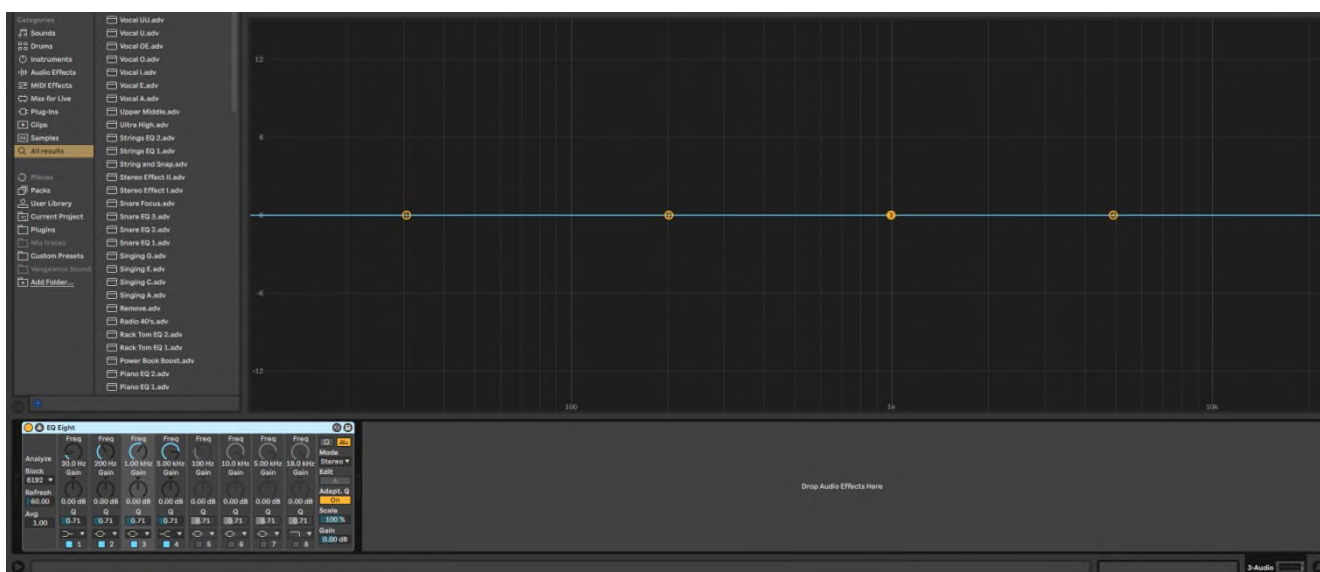 Categories
Sounds
Drums
Instruments
Audio Effects
MIDI Effects
Max for Live
Plug-Ins
Clips
Samples
All results
Places
Packs
User Library
Current Project
Plugins
Mix tracks
Custom Presets
Vengeance Sound
Add Folder...
Vocal UU.adv
Vocal U.adv
Vocal OE.adv
Vocal O.adv
Vocal I.adv
Vocal E.adv
Vocal A.adv
Upper Middle.adv
Ultra High.adv
Strings EQ 2.adv
Strings EQ 1.adv
String and Snap.adv
Stereo Effect II.adv
Stereo Effect I.adv
Snare Focus.adv
Snare EQ 3.adv
Snare EQ 2.adv
Snare EQ 1.adv
Singing G.adv
Singing E.adv
Singing C.adv
Singing A.adv
Remove.adv
Radio 40's.adv
Rack Tom EQ 2.adv
Rack Tom EQ 1.adv
Power Book Boost.adv
Piano EQ 2.adv
Piano EQ 1.adv
12
6
0
-6
-12
1 2 3 4
100 1k 10k
EQ Eight
Freq Freq Freq Freq Freq Freq Freq Freq
30.0 Hz 200 Hz 1.00 kHz 5.00 kHz 100 Hz 10.0 kHz 5.00 kHz 18.0 kHz
Gain Gain Gain Gain Gain Gain Gain Gain
0.00 dB 0.00 dB 0.00 dB 0.00 dB 0.00 dB 0.00 dB 0.00 dB 0.00 dB
Q Q Q Q Q Q Q Q
0.71 0.71 0.71 0.71 0.71 0.71 0.71 0.71
1 2 3 4 5 6 7 8
Analyze
Block
8192
Refresh
60.00
Avg
1.00
Mode
Stereo
Edit
A
Adapt. Q
On
Scale
100 %
Gain
0.00 dB
Drop Audio Effects Here
3-Audio